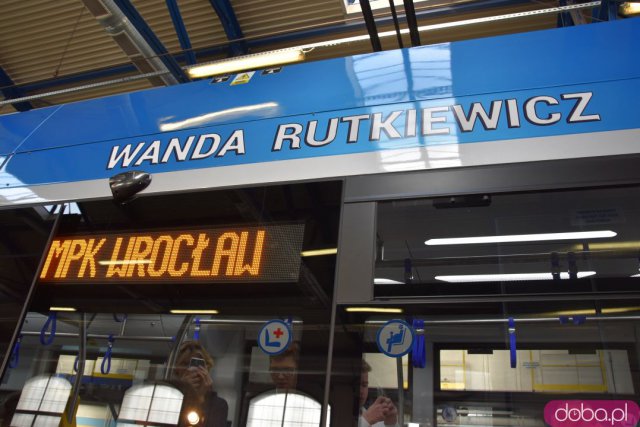 WANDA RUTKIEWICZ
MPK WROCŁAW
doba.pl